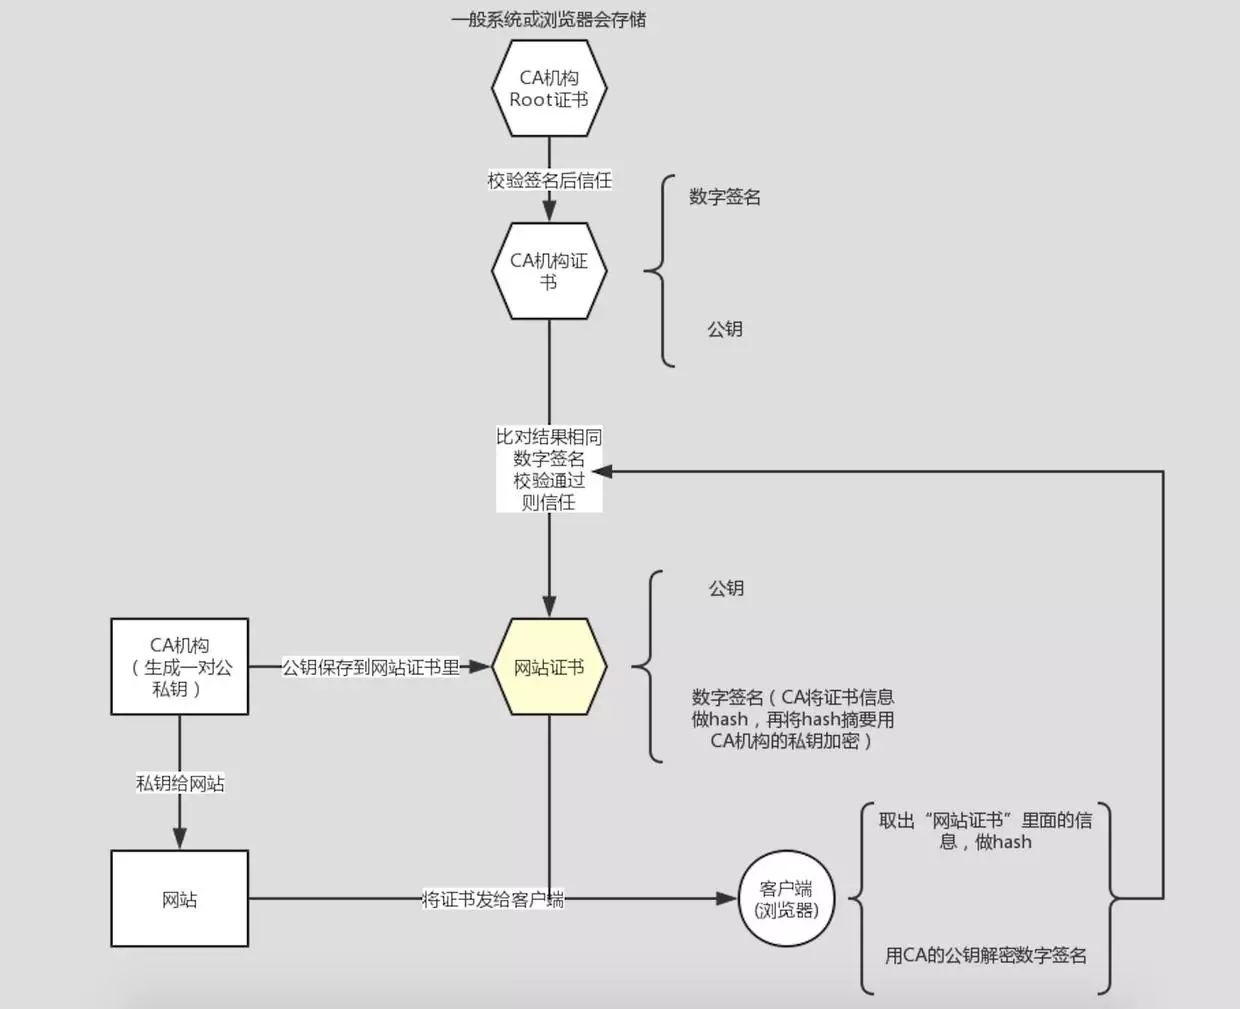 一般系统或浏览器会存储
CA机构
Root证书
校验签名后信任
数字签名
CA机构证
书
公钥
比对结果相同
数字签名
校验通过
则信任
公钥
CA机构
（生成一对公
私钥）
公钥保存到网站证书里
网站证书
数字签名（CA将证书信息
做hash，再将hash摘要用
CA机构的私钥加密）
私钥给网站
取出“网站证书”里面的信
息，做hash
网站
将证书发给客户端
客户端
(浏览器)
用CA的公钥解密数字签名